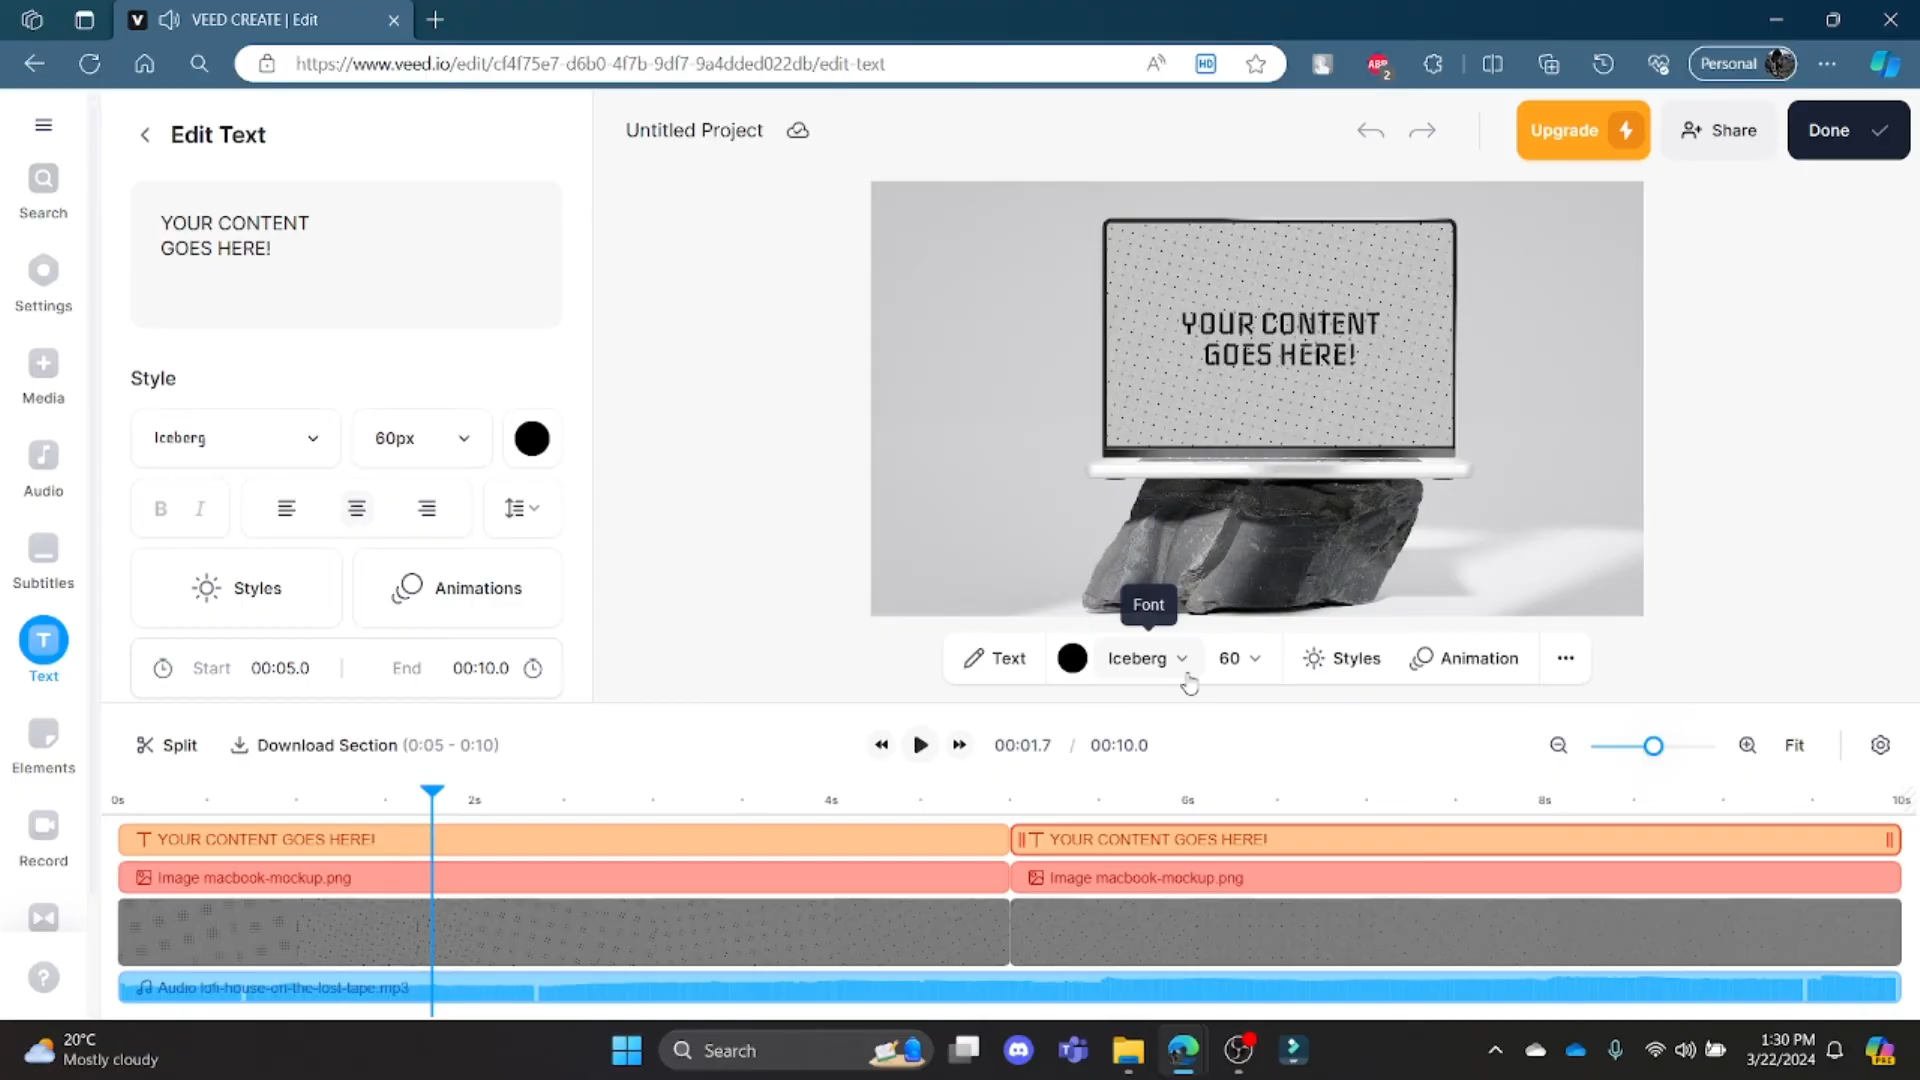 VEED CREATE | Edit
https://www.veed.io/edit/cf4f75e7-d6b0-4f7b-9df7-9a4dded022db/edit-text
HD
ABP
2
Personal
Edit Text
Untitled Project
Upgrade
Share
Done
Search
Settings
Media
Audio
Subtitles
Text
Elements
Record
YOUR CONTENT
GOES HERE!
Style
Iceberg
60px
B I
Styles
Animations
Start 00:05.0 | End 00:10.0
YOUR CONTENT
GOES HERE!
Font
Text
Iceberg
60
Styles
Animation
Split
Download Section (0:05 - 0:10)
00:01.7 / 00:10.0
Fit
0s 2s 4s 6s 8s 10s
YOUR CONTENT GOES HERE!
YOUR CONTENT GOES HERE!
Image macbook-mockup.png
Image macbook-mockup.png
Audio lofi-house-on-the-lost-tape.mp3
20°C
Mostly cloudy
Search
1:30 PM
3/22/2024
PRE